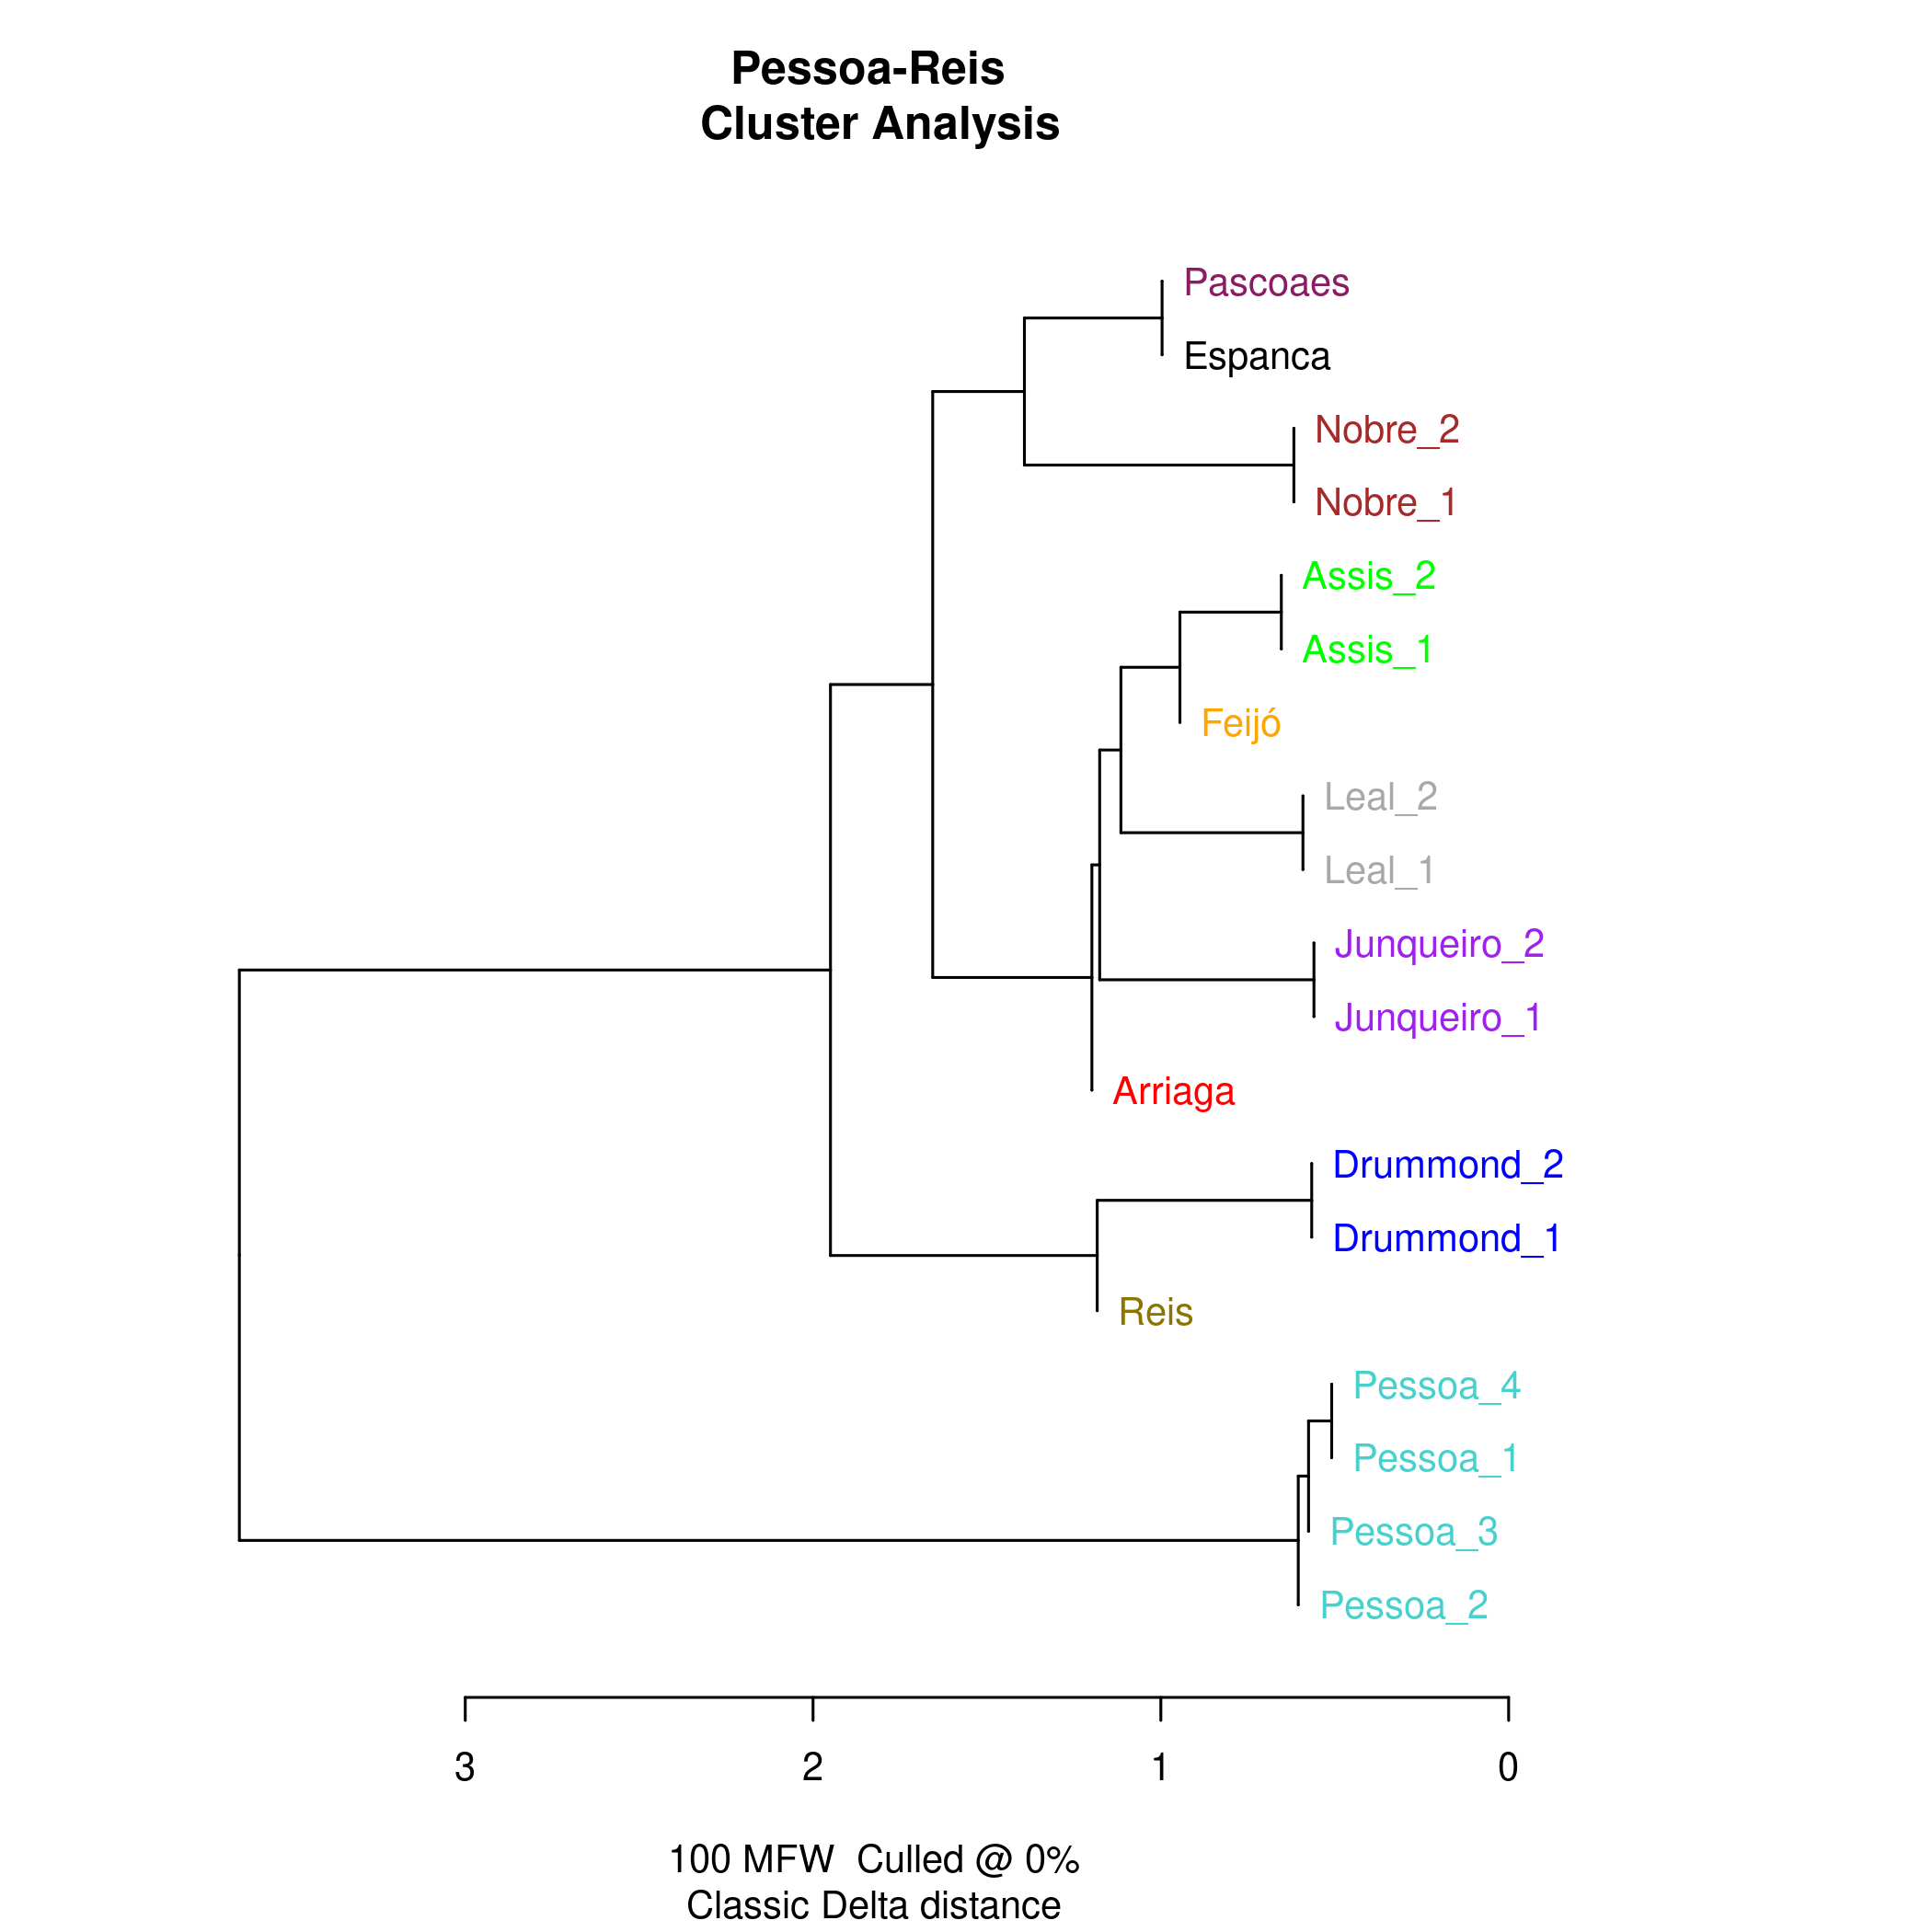 Pessoa-Reis
Cluster Analysis
Pascoaes
Espanca
Nobre_2
Nobre_1
Assis_2
Assis_1
Feijó
Leal_2
Leal_1
Junqueiro_2
Junqueiro_1
Arriaga
Drummond_2
Drummond_1
Reis
Pessoa_4
Pessoa_1
Pessoa_3
Pessoa_2
3 2 1 0
100 MFW  Culled @ 0%
Classic Delta distance